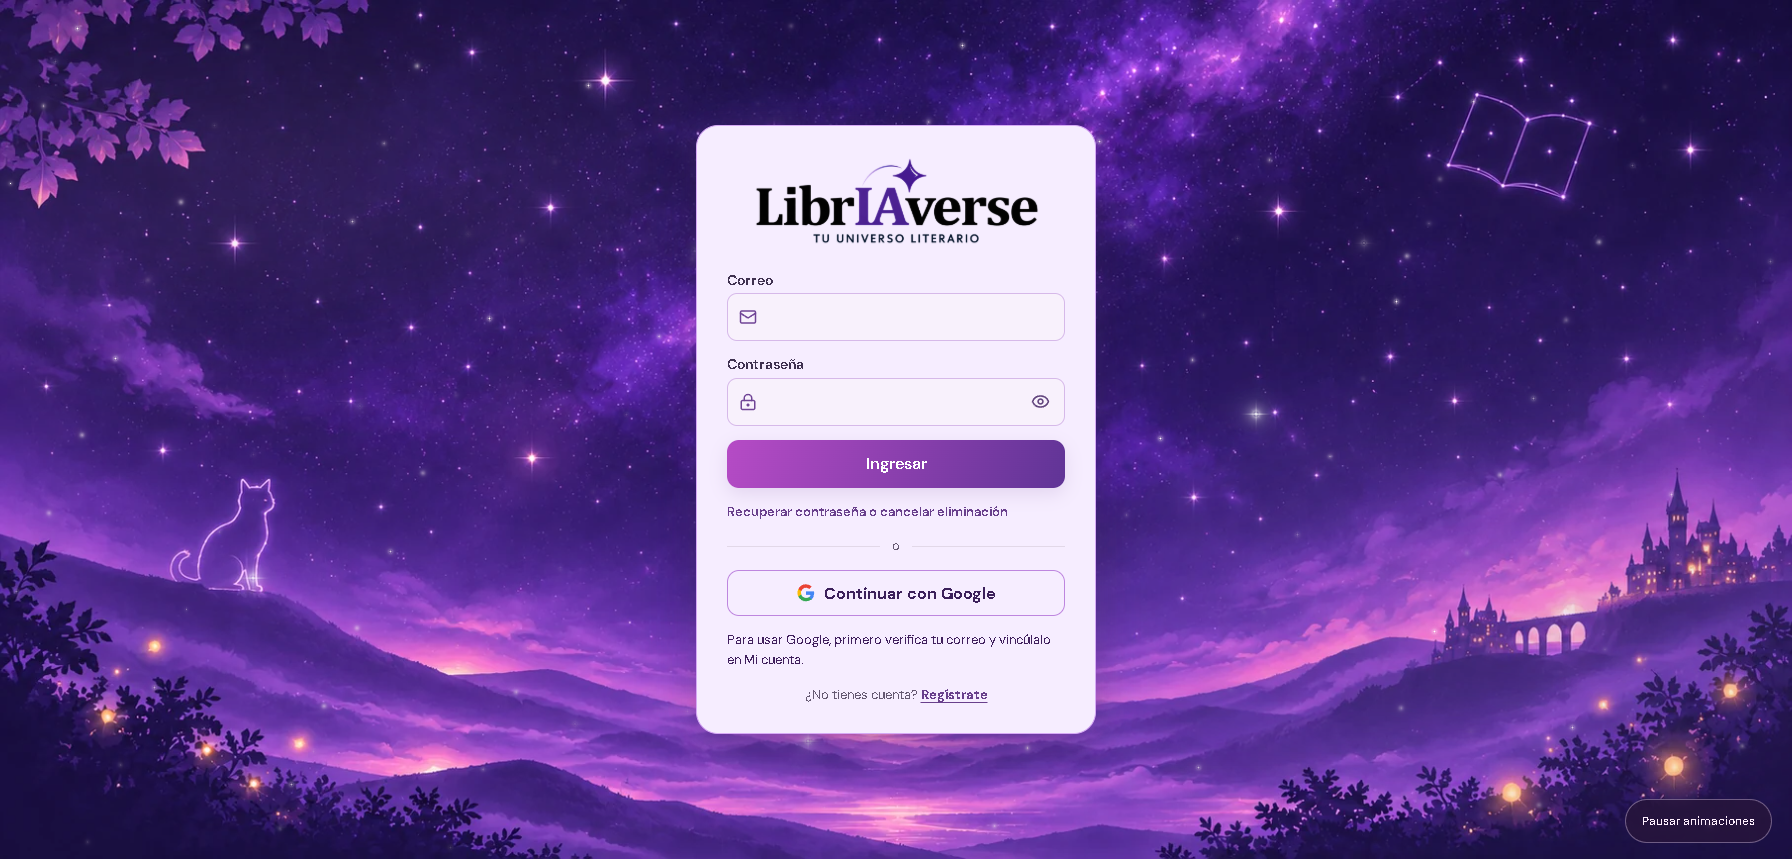 LibrIAverse
TU UNIVERSO LITERARIO
Correo
Contraseña
Ingresar
Recuperar contraseña o cancelar eliminación
o
Continuar con Google
Para usar Google, primero verifica tu correo y vincúlalo
en Mi cuenta.
¿No tienes cuenta? Regístrate
Pausar animaciones